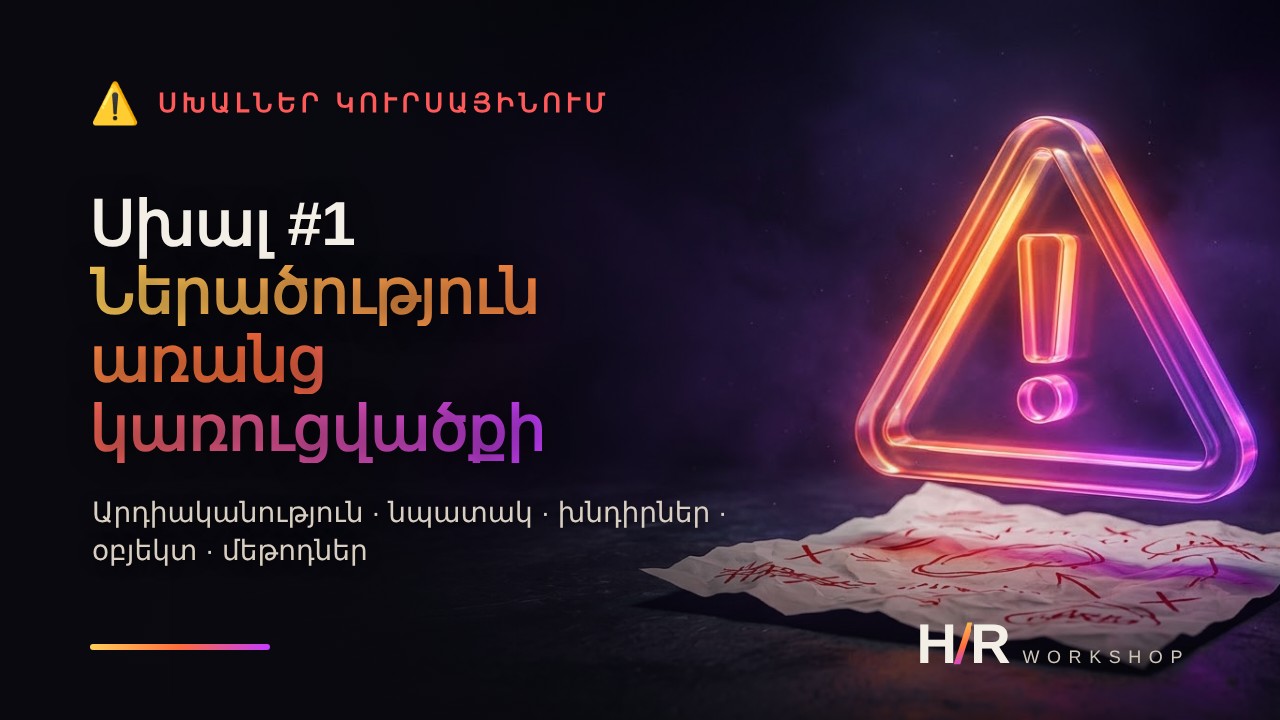 ՍԽԱԼՆԵՐ ԿՈՒՐՍԱՅԻՆՈՒՄ
Սխալ #1
Ներածություն
առանց
կառուցվածքի
Արդիականություն · նպատակ · խնդիրներ ·
օբյեկտ · մեթոդներ
H/R WORKSHOP